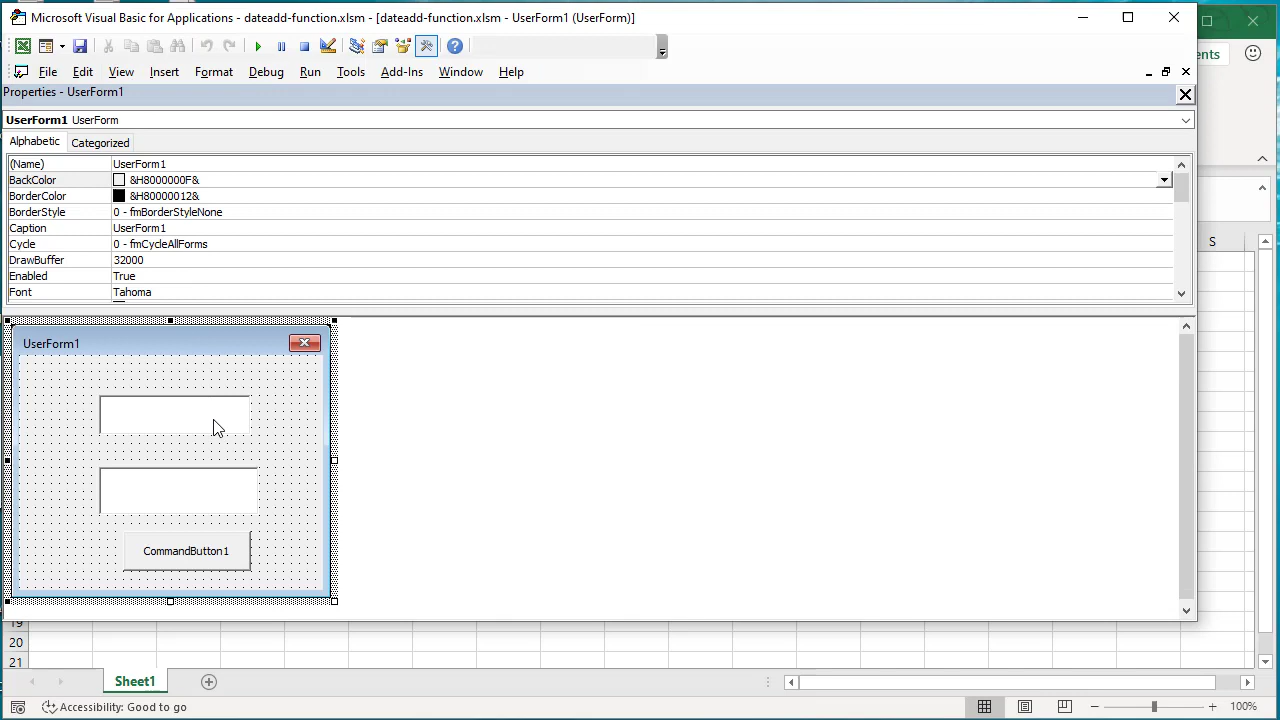 Microsoft Visual Basic for Applications - dateadd-function.xlsm - [dateadd-function.xlsm - UserForm1 (UserForm)]
ents
File Edit View Insert Format Debug Run Tools Add-Ins Window Help
Properties - UserForm1
UserForm1 UserForm
Alphabetic Categorized
(Name) UserForm1
BackColor &H8000000F&
BorderColor &H80000012&
BorderStyle 0 - fmBorderStyleNone
Caption UserForm1
Cycle 0 - fmCycleAllForms
DrawBuffer 32000
Enabled True
Font Tahoma
S
UserForm1
CommandButton1
19
20
21
Sheet1
Accessibility: Good to go
100%